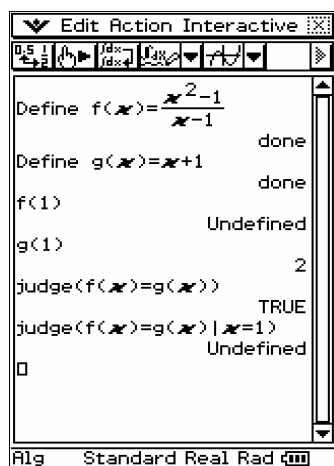 Edit Action Interactive
Define f(x)=x²-1/x-1
done
Define g(x)=x+1
done
f(1)
Undefined
g(1)
2
judge(f(x)=g(x))
TRUE
judge(f(x)=g(x)|x=1)
Undefined
Alg Standard Real Rad